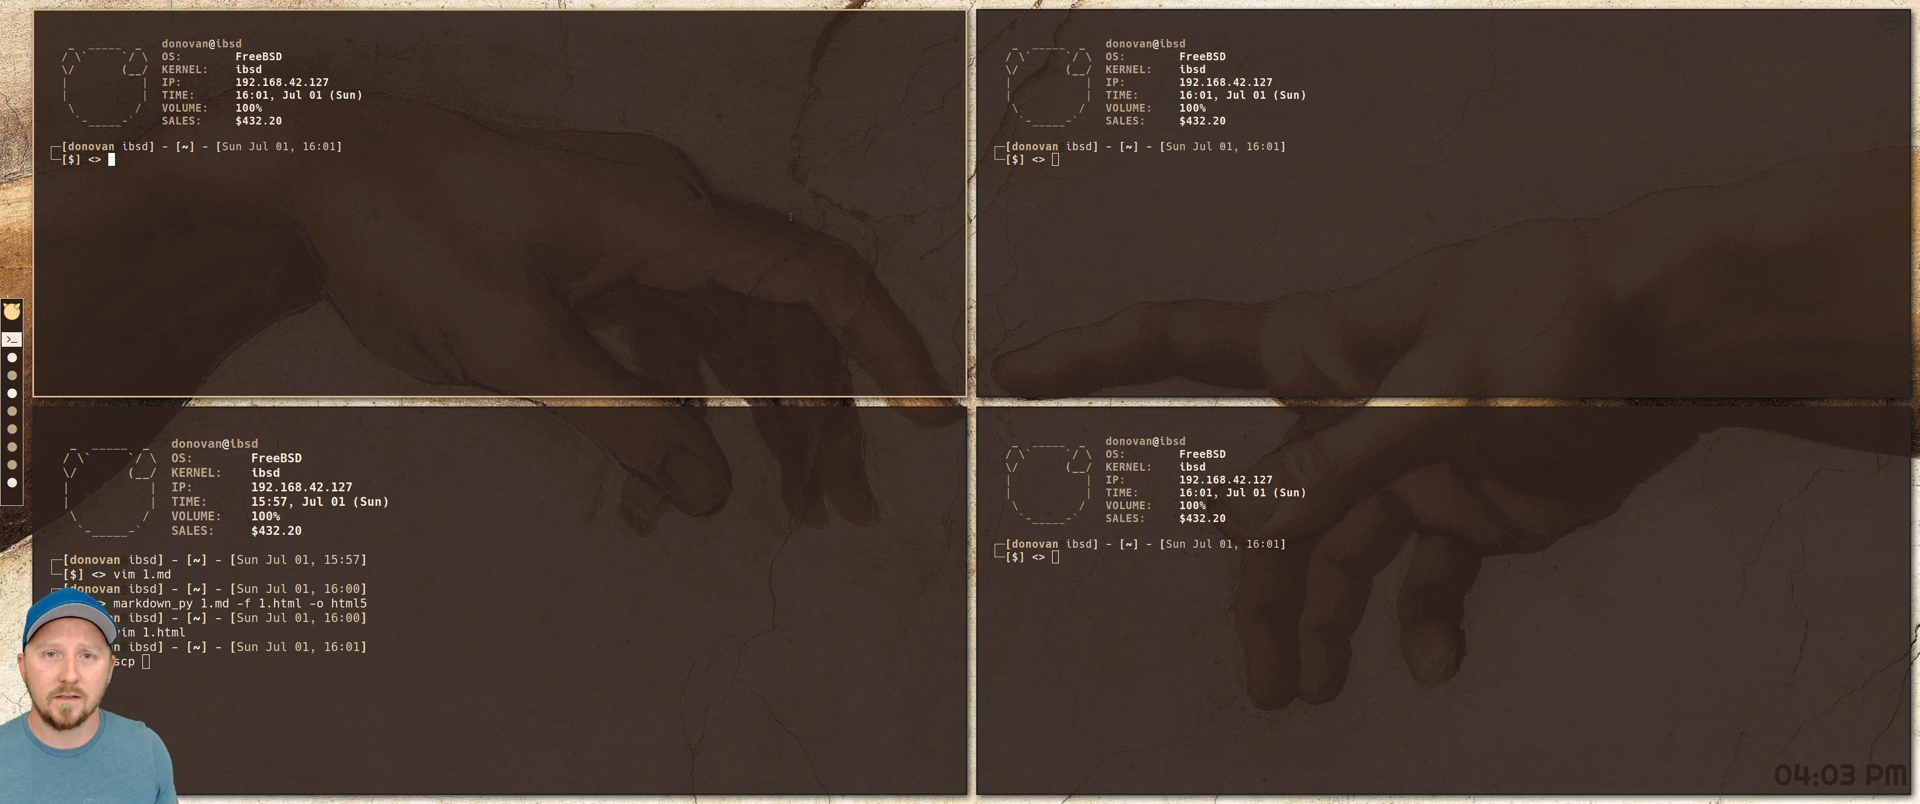 donovan@ibsd
OS: FreeBSD
KERNEL: ibsd
IP: 192.168.42.127
TIME: 16:01, Jul 01 (Sun)
VOLUME: 100%
SALES: $432.20
[donovan ibsd] - [~] - [Sun Jul 01, 16:01]
[$] <>
donovan@ibsd
OS: FreeBSD
KERNEL: ibsd
IP: 192.168.42.127
TIME: 16:01, Jul 01 (Sun)
VOLUME: 100%
SALES: $432.20
[donovan ibsd] - [~] - [Sun Jul 01, 16:01]
[$] <>
donovan@ibsd
OS: FreeBSD
KERNEL: ibsd
IP: 192.168.42.127
TIME: 15:57, Jul 01 (Sun)
VOLUME: 100%
SALES: $432.20
[donovan ibsd] - [~] - [Sun Jul 01, 15:57]
[$] <> vim 1.md
[donovan ibsd] - [~] - [Sun Jul 01, 16:00]
> markdown_py 1.md -f 1.html -o html5
n ibsd] - [~] - [Sun Jul 01, 16:00]
vim 1.html
n ibsd] - [~] - [Sun Jul 01, 16:01]
scp
donovan@ibsd
OS: FreeBSD
KERNEL: ibsd
IP: 192.168.42.127
TIME: 16:01, Jul 01 (Sun)
VOLUME: 100%
SALES: $432.20
[donovan ibsd] - [~] - [Sun Jul 01, 16:01]
[$] <>
04:03 PM